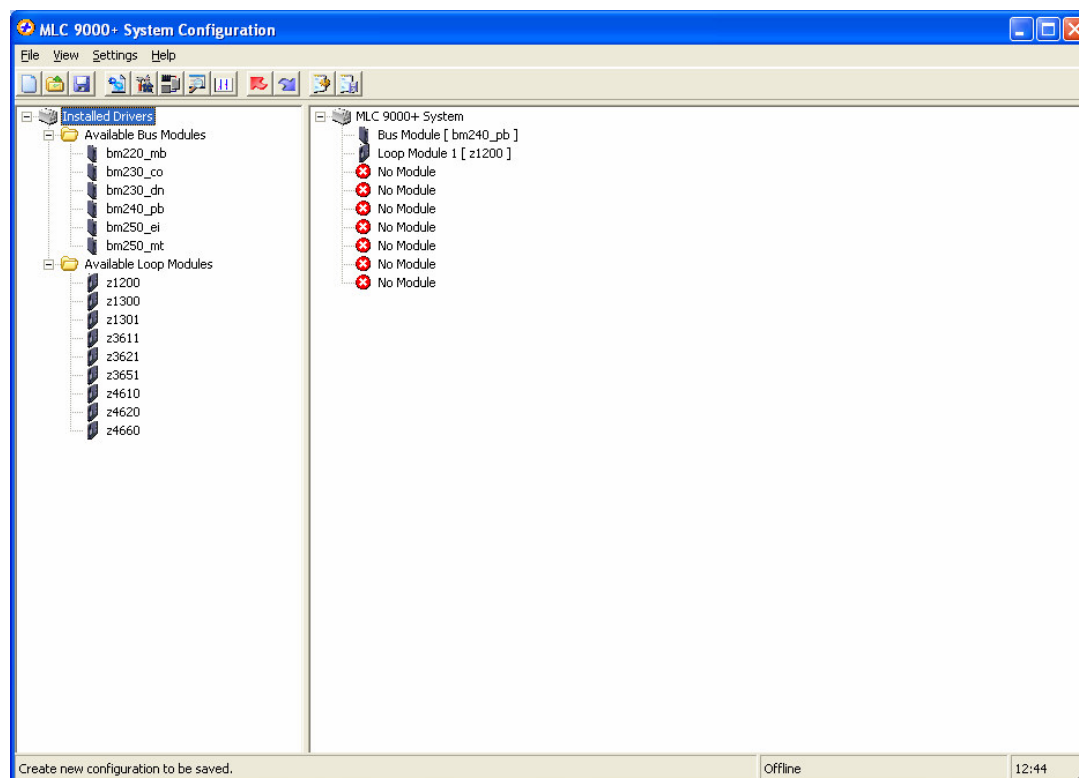 MLC 9000+ System Configuration
File View Settings Help
Installed Drivers
Available Bus Modules
bm220_mb
bm230_co
bm230_dn
bm240_pb
bm250_ei
bm250_mt
Available Loop Modules
z1200
z1300
z1301
z3611
z3621
z3651
z4610
z4620
z4660
MLC 9000+ System
Bus Module [ bm240_pb ]
Loop Module 1 [ z1200 ]
No Module
No Module
No Module
No Module
No Module
No Module
No Module
Create new configuration to be saved.
Offline
12:44